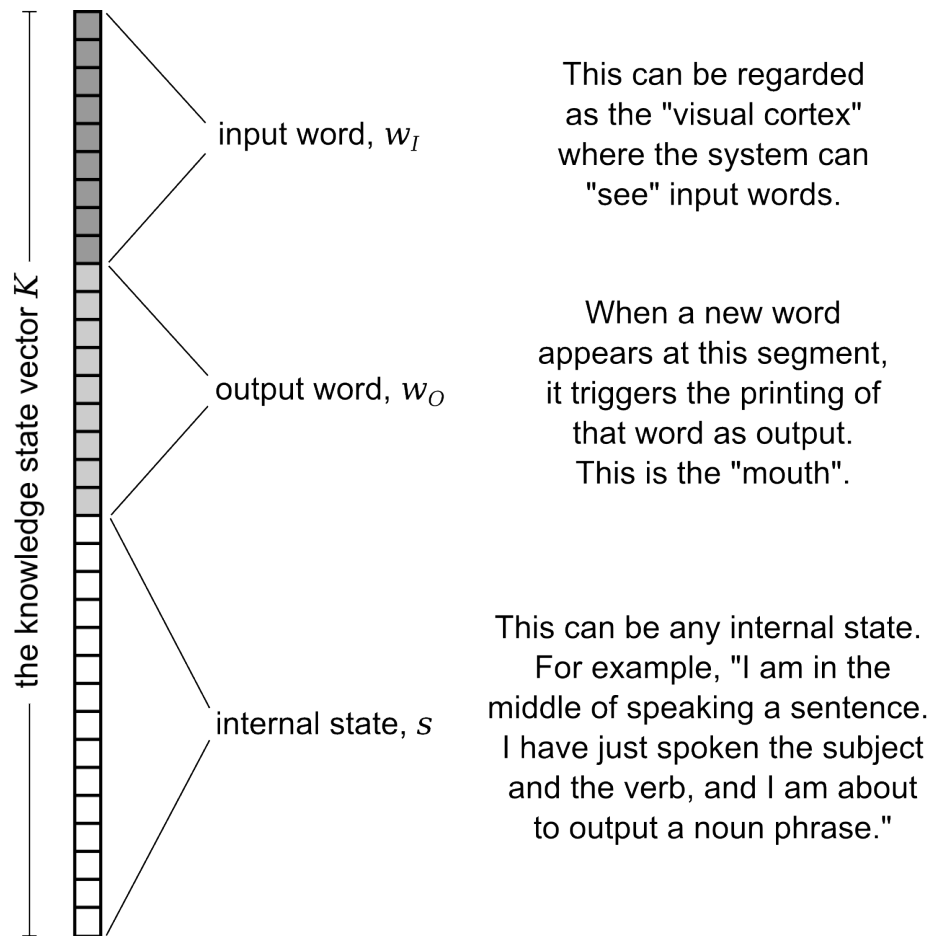 the knowledge state vector K
input word, w_I
This can be regarded
as the "visual cortex"
where the system can
"see" input words.
output word, w_O
When a new word
appears at this segment,
it triggers the printing of
that word as output.
This is the "mouth".
internal state, s
This can be any internal state.
For example, "I am in the
middle of speaking a sentence.
I have just spoken the subject
and the verb, and I am about
to output a noun phrase."